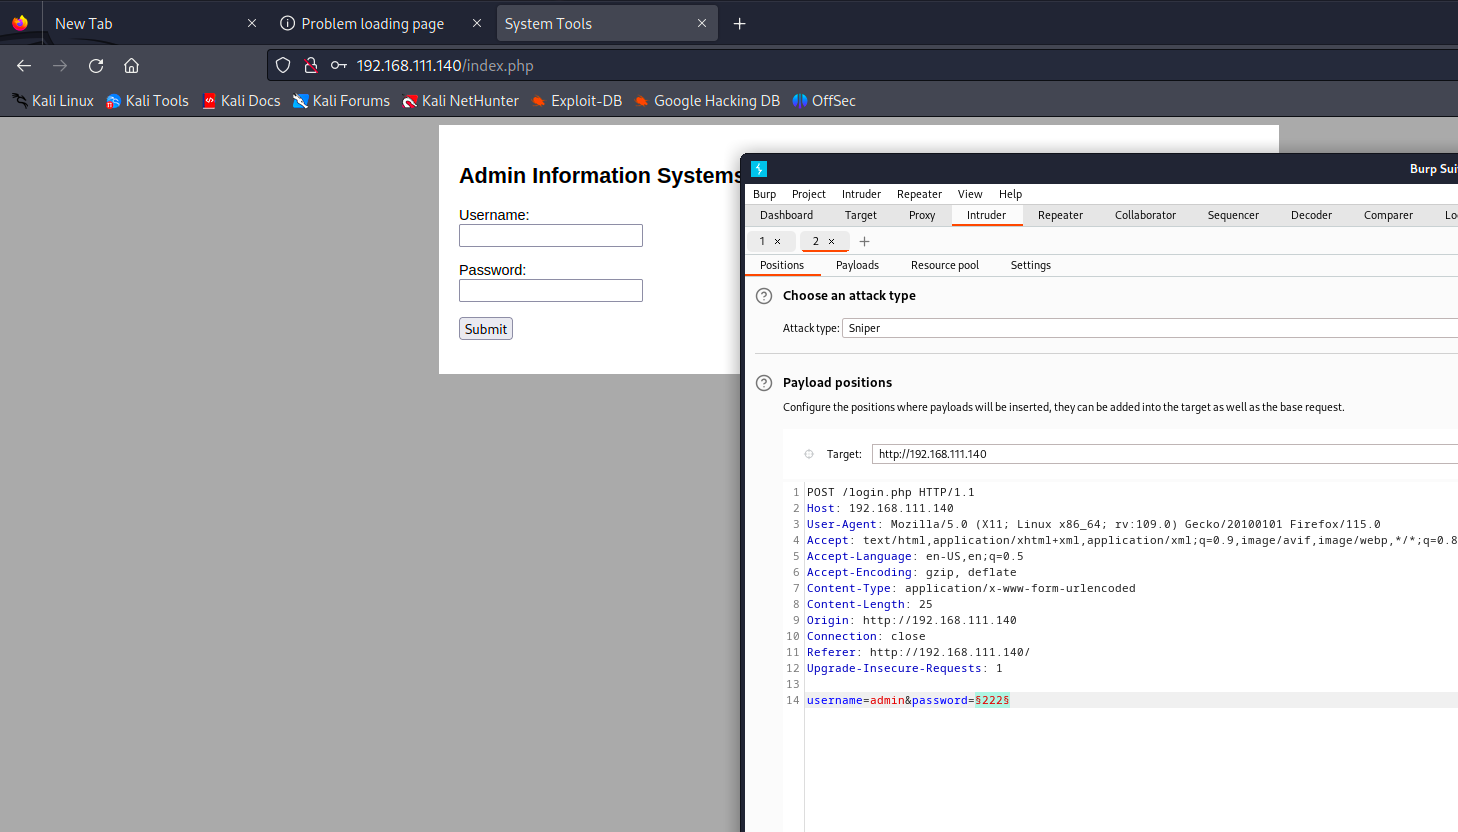 New Tab
Problem loading page
System Tools
192.168.111.140/index.php
Kali Linux Kali Tools Kali Docs Kali Forums Kali NetHunter Exploit-DB Google Hacking DB OffSec
Admin Information Systems
Username:
Password:
Submit
Burp Sui
Burp Project Intruder Repeater View Help
Dashboard Target Proxy Intruder Repeater Collaborator Sequencer Decoder Comparer Lo
1 × 2 × +
Positions Payloads Resource pool Settings
? Choose an attack type
Attack type: Sniper
? Payload positions
Configure the positions where payloads will be inserted, they can be added into the target as well as the base request.
Target: http://192.168.111.140
1 POST /login.php HTTP/1.1
2 Host: 192.168.111.140
3 User-Agent: Mozilla/5.0 (X11; Linux x86_64; rv:109.0) Gecko/20100101 Firefox/115.0
4 Accept: text/html,application/xhtml+xml,application/xml;q=0.9,image/avif,image/webp,*/*;q=0.8
5 Accept-Language: en-US,en;q=0.5
6 Accept-Encoding: gzip, deflate
7 Content-Type: application/x-www-form-urlencoded
8 Content-Length: 25
9 Origin: http://192.168.111.140
10 Connection: close
11 Referer: http://192.168.111.140/
12 Upgrade-Insecure-Requests: 1
13
14 username=admin&password=§222§